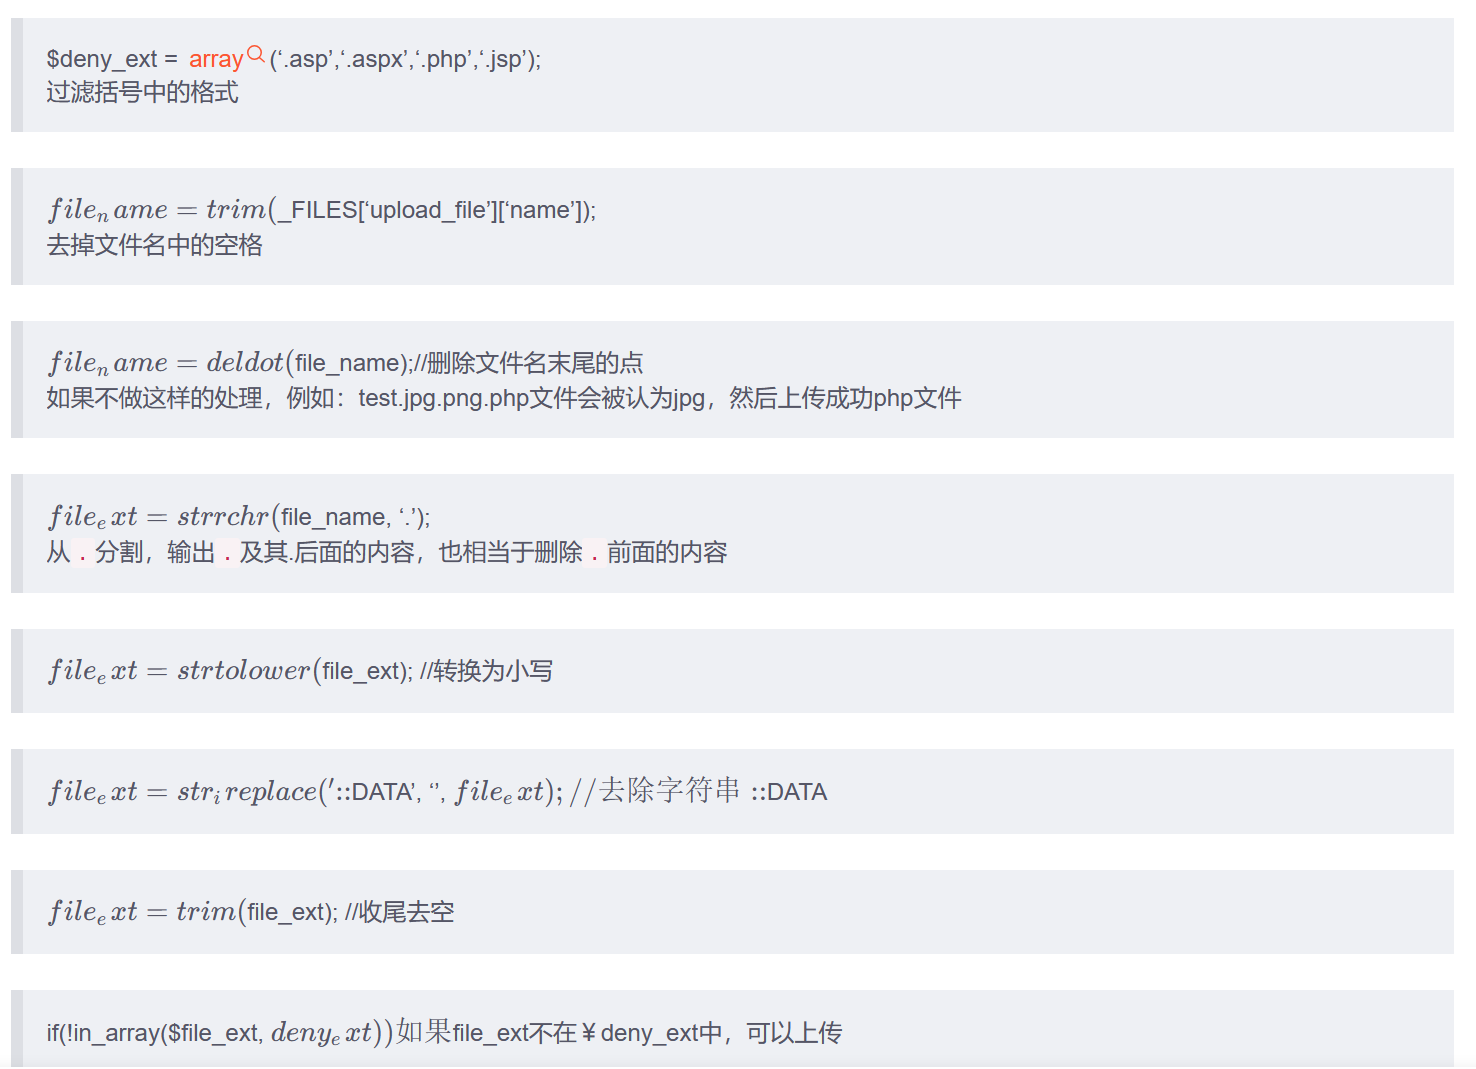 $deny_ext = array(‘.asp’,‘.aspx’,‘.php’,‘.jsp’);
过滤括号中的格式
file_name = trim(_FILES[‘upload_file’][‘name’]);
去掉文件名中的空格
file_name = deldot(file_name);//删除文件名末尾的点
如果不做这样的处理，例如：test.jpg.png.php文件会被认为jpg，然后上传成功php文件
file_ext = strrchr(file_name, ‘.’);
从 . 分割，输出 . 及其.后面的内容，也相当于删除 . 前面的内容
file_ext = strtolower(file_ext); //转换为小写
file_ext = str_ireplace('::DATA’, ‘’, file_ext);//去除字符串 ::DATA
file_ext = trim(file_ext); //收尾去空
if(!in_array($file_ext, deny_ext))如果file_ext不在￥deny_ext中，可以上传